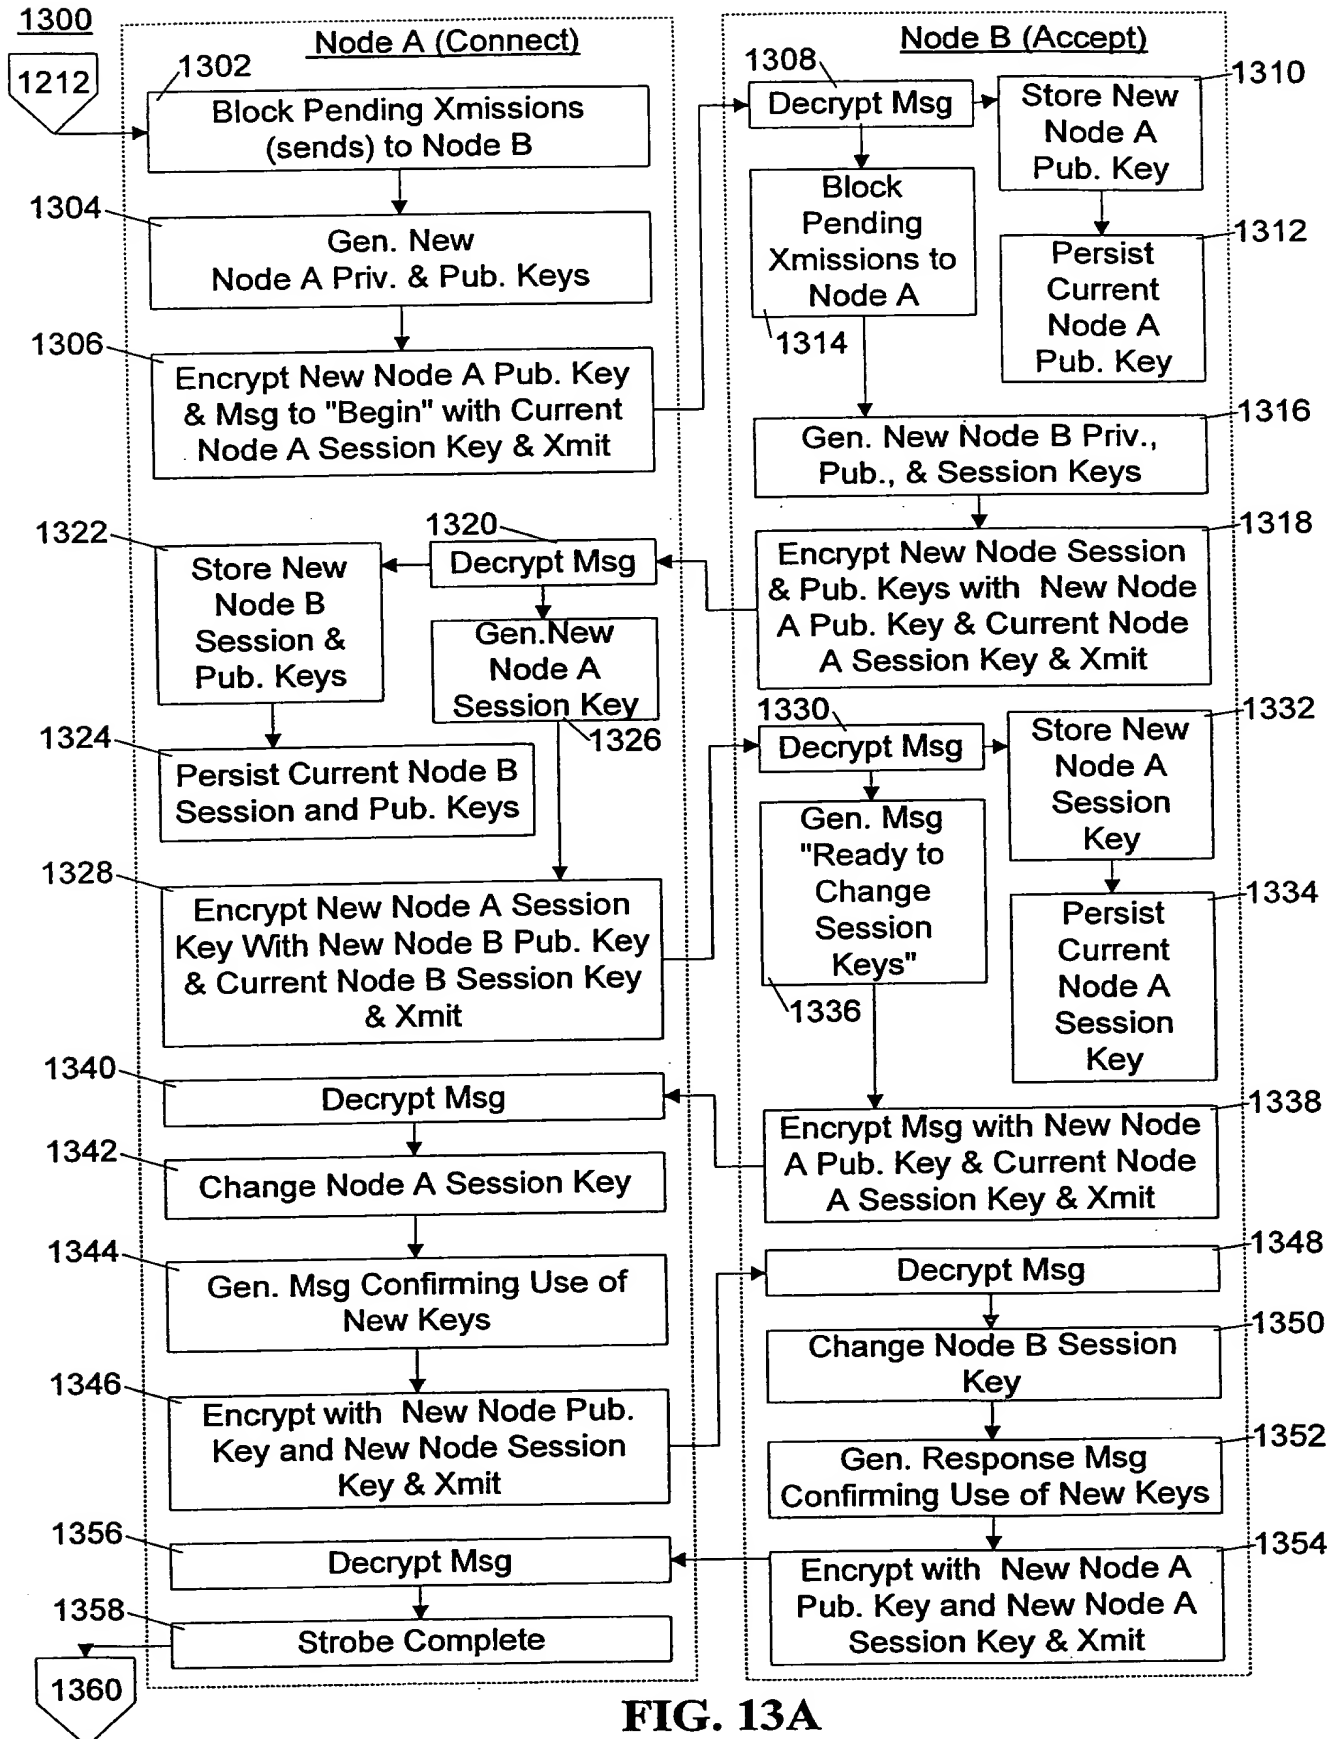 1300
1212
Node A (Connect)
1302
Block Pending Xmissions
(sends) to Node B
1304
Gen. New
Node A Priv. & Pub. Keys
1306
Encrypt New Node A Pub. Key
& Msg to "Begin" with Current
Node A Session Key & Xmit
Node B (Accept)
1308
Decrypt Msg
1310
Store New
Node A
Pub. Key
1312
Persist
Current
Node A
Pub. Key
Block
Pending
Xmissions to
Node A
1314
1316
Gen. New Node B Priv.,
Pub., & Session Keys
1318
Encrypt New Node Session
& Pub. Keys with New Node
A Pub. Key & Current Node
A Session Key & Xmit
1320
Decrypt Msg
1322
Store New
Node B
Session &
Pub. Keys
1324
Persist Current Node B
Session and Pub. Keys
Gen.New
Node A
Session Key
1326
1328
Encrypt New Node A Session
Key With New Node B Pub. Key
& Current Node B Session Key
& Xmit
1330
Decrypt Msg
1332
Store New
Node A
Session
Key
1334
Persist
Current
Node A
Session
Key
Gen. Msg
"Ready to
Change
Session
Keys"
1336
1338
Encrypt Msg with New Node
A Pub. Key & Current Node
A Session Key & Xmit
1340
Decrypt Msg
1342
Change Node A Session Key
1344
Gen. Msg Confirming Use of
New Keys
1346
Encrypt with New Node Pub.
Key and New Node Session
Key & Xmit
1348
Decrypt Msg
1350
Change Node B Session
Key
1352
Gen. Response Msg
Confirming Use of New Keys
1354
Encrypt with New Node A
Pub. Key and New Node A
Session Key & Xmit
1356
Decrypt Msg
1358
Strobe Complete
1360
FIG. 13A